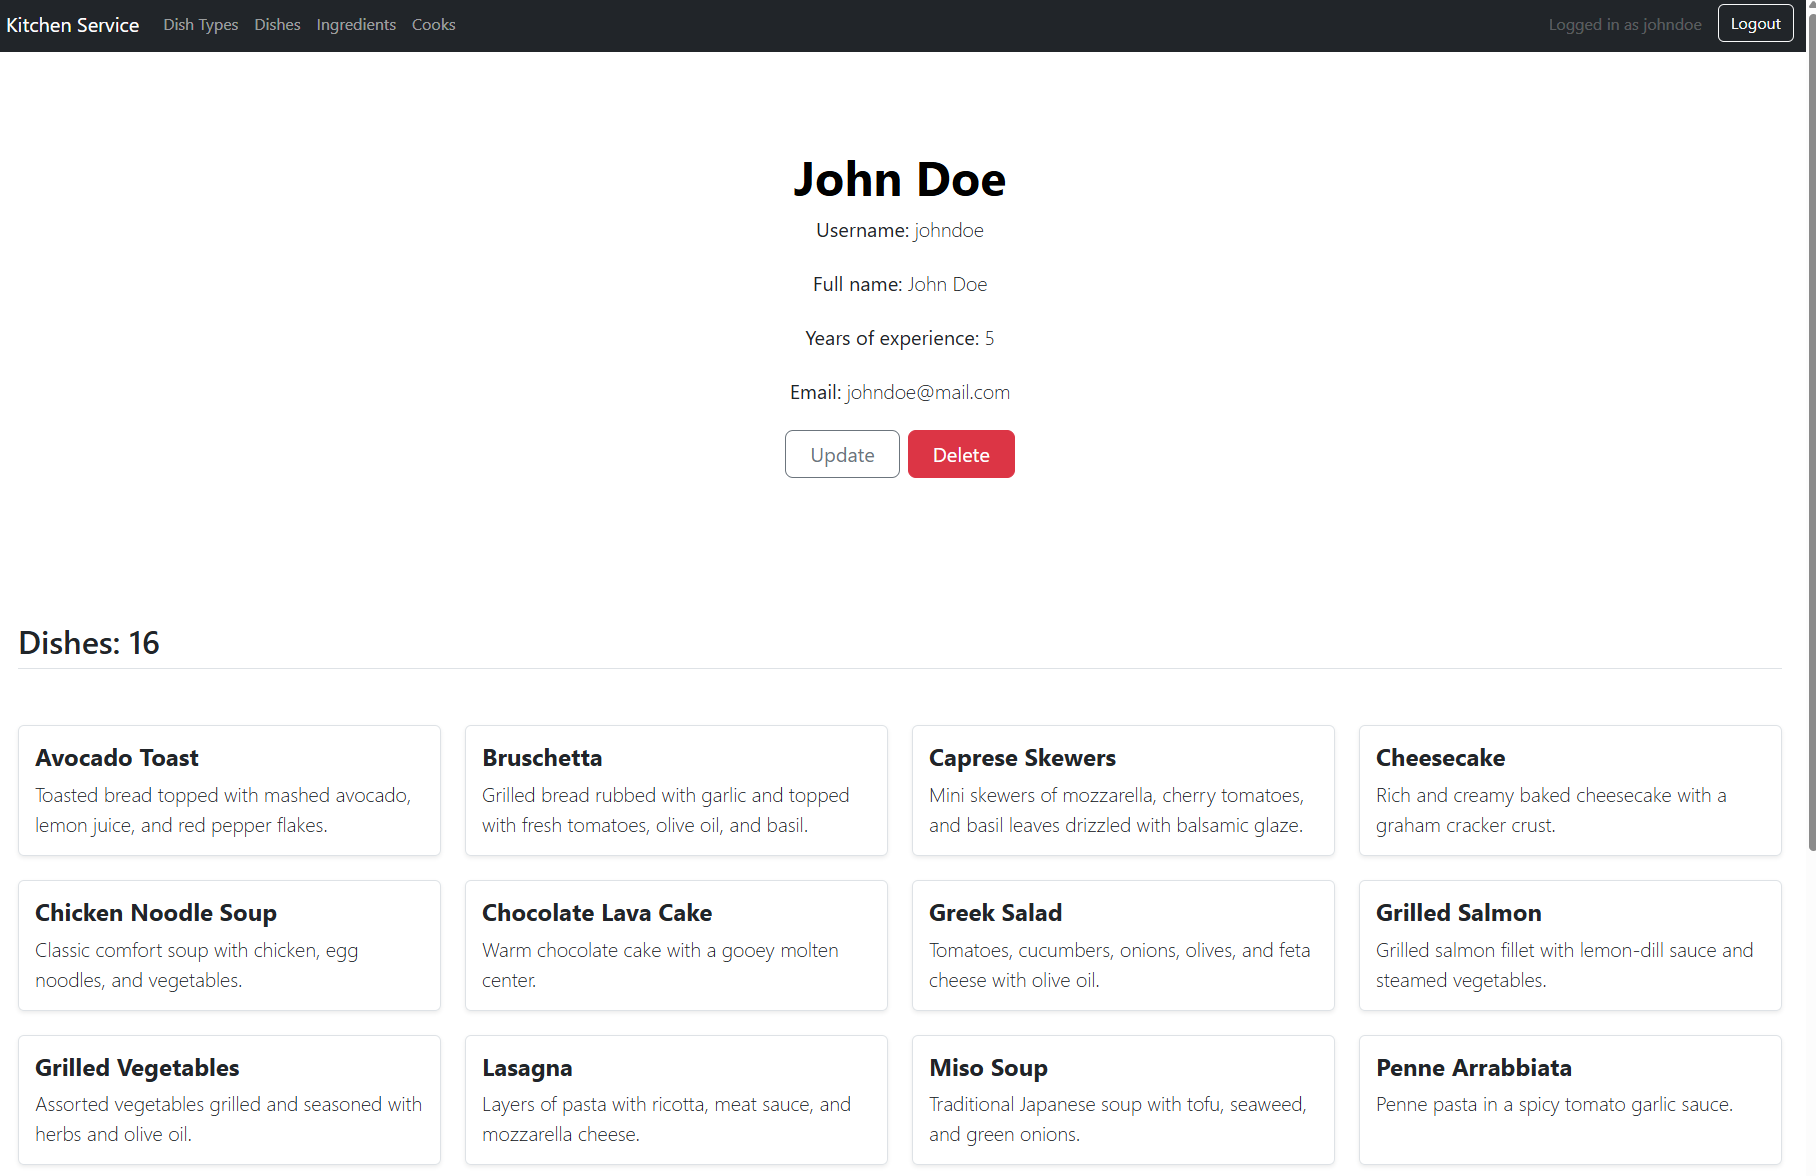 Kitchen Service Dish Types Dishes Ingredients Cooks Logged in as johndoe Logout
John Doe
Username: johndoe
Full name: John Doe
Years of experience: 5
Email: johndoe@mail.com
Update Delete
Dishes: 16
Avocado Toast
Toasted bread topped with mashed avocado,
lemon juice, and red pepper flakes.
Bruschetta
Grilled bread rubbed with garlic and topped
with fresh tomatoes, olive oil, and basil.
Caprese Skewers
Mini skewers of mozzarella, cherry tomatoes,
and basil leaves drizzled with balsamic glaze.
Cheesecake
Rich and creamy baked cheesecake with a
graham cracker crust.
Chicken Noodle Soup
Classic comfort soup with chicken, egg
noodles, and vegetables.
Chocolate Lava Cake
Warm chocolate cake with a gooey molten
center.
Greek Salad
Tomatoes, cucumbers, onions, olives, and feta
cheese with olive oil.
Grilled Salmon
Grilled salmon fillet with lemon-dill sauce and
steamed vegetables.
Grilled Vegetables
Assorted vegetables grilled and seasoned with
herbs and olive oil.
Lasagna
Layers of pasta with ricotta, meat sauce, and
mozzarella cheese.
Miso Soup
Traditional Japanese soup with tofu, seaweed,
and green onions.
Penne Arrabbiata
Penne pasta in a spicy tomato garlic sauce.